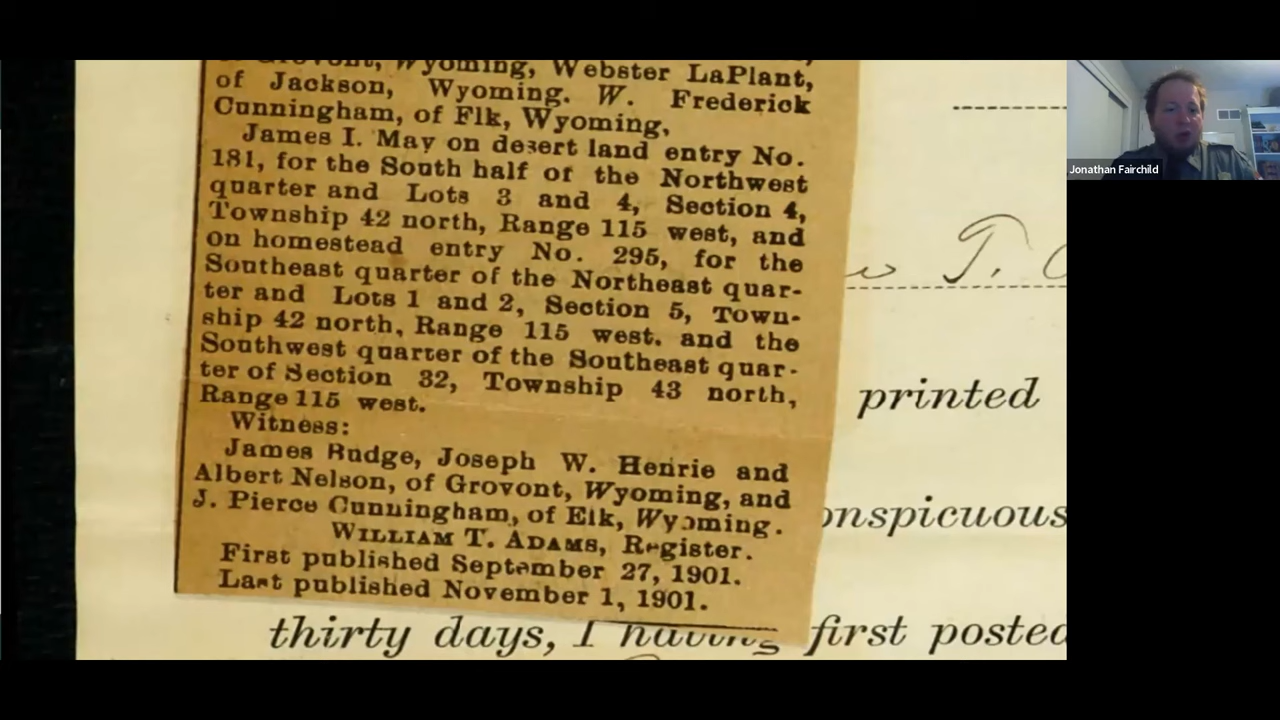 Grovont, Wyoming, Webster LaPlant,
of Jackson, Wyoming. W. Frederick
Cunningham, of Flk, Wyoming,
James I. May on desert land entry No.
181, for the South half of the Northwest
quarter and Lots 3 and 4, Section 4,
Township 42 north, Range 115 west, and
on homestead entry No. 295, for the
Southeast quarter of the Northeast quar-
ter and Lots 1 and 2, Section 5, Town-
ship 42 north, Range 115 west. and the
Southwest quarter of the Southeast quar-
ter of Section 32, Township 43 north,
Range 115 west.
Witness:
James Budge, Joseph W. Henrie and
Albert Nelson, of Grovont, Wyoming, and
J. Pierce Cunningham, of Elk, Wyoming.
WILLIAM T. ADAMS, Register.
First published September 27, 1901.
Last published November 1, 1901.
w T.
printed
onspicuous
thirty days, I having first posted
Jonathan Fairchild